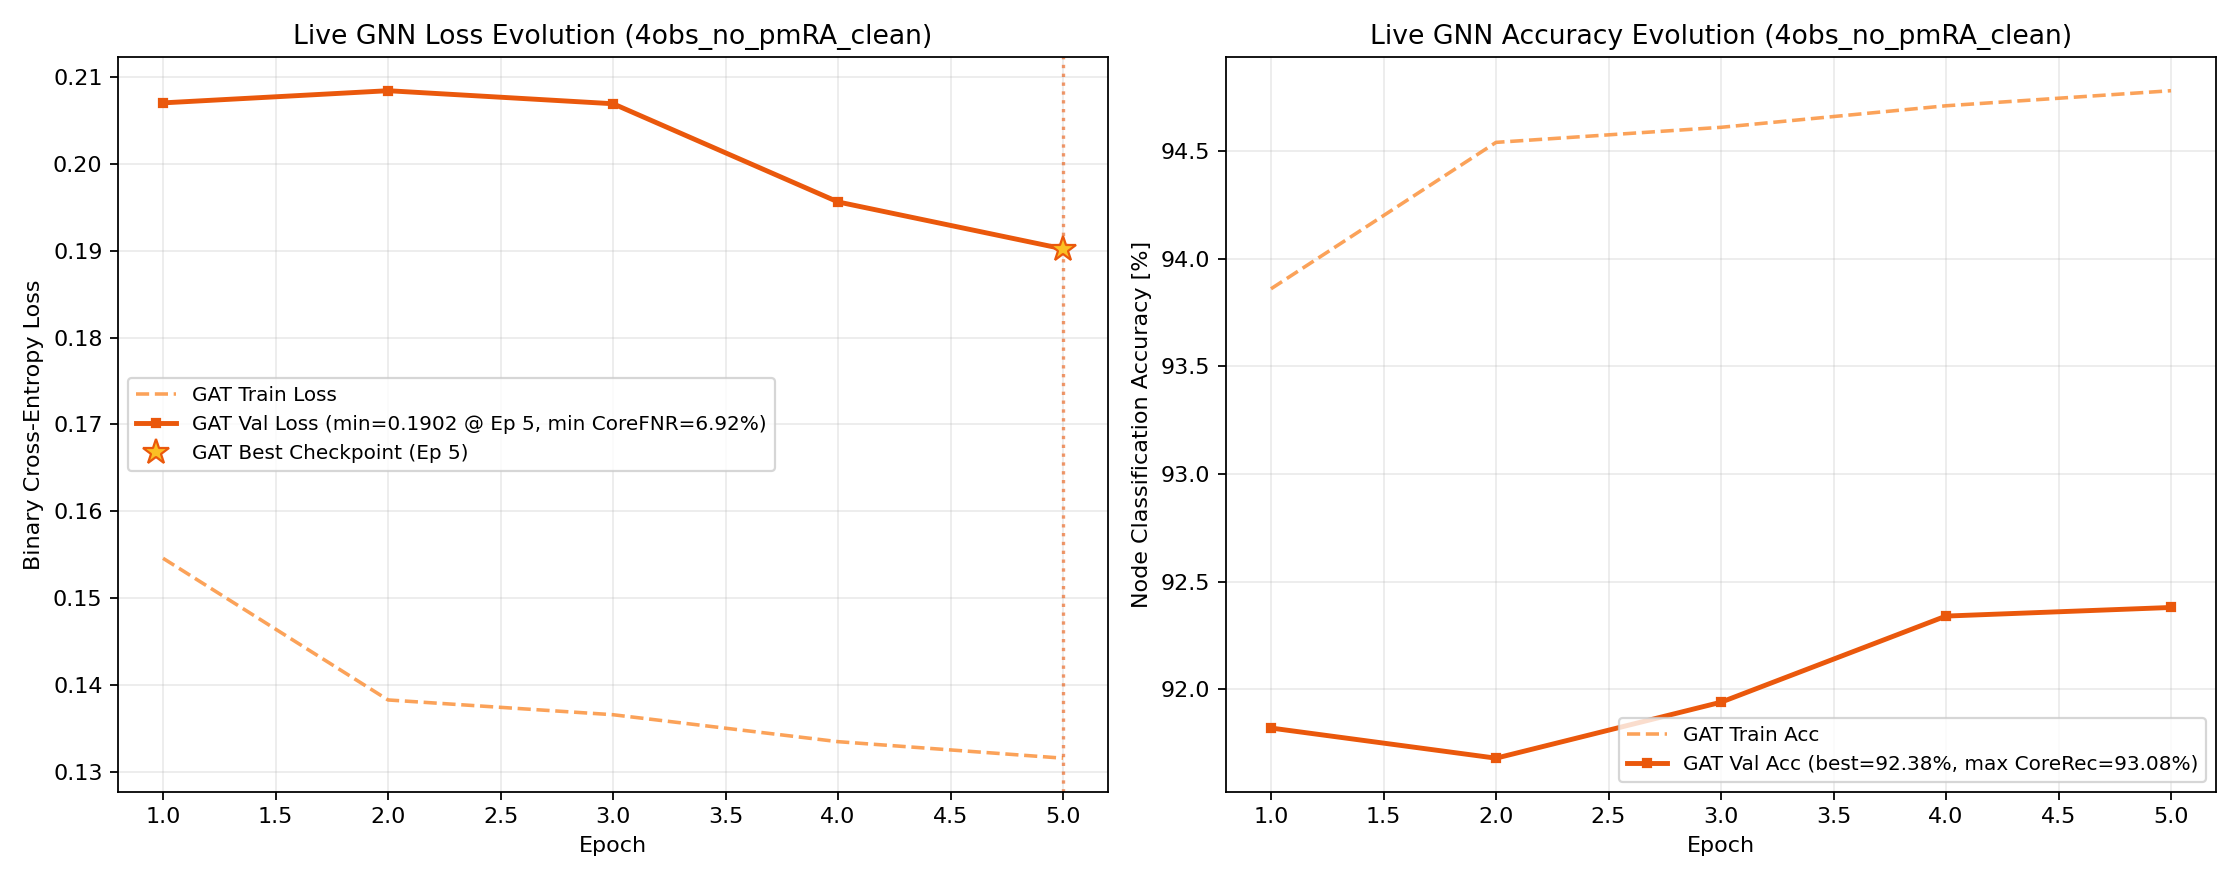 Live GNN Loss Evolution (4obs_no_pmRA_clean)
Binary Cross-Entropy Loss
0.21
0.20
0.19
0.18
0.17
0.16
0.15
0.14
0.13
GAT Train Loss
GAT Val Loss (min=0.1902 @ Ep 5, min CoreFNR=6.92%)
GAT Best Checkpoint (Ep 5)
1.0 1.5 2.0 2.5 3.0 3.5 4.0 4.5 5.0
Epoch
Live GNN Accuracy Evolution (4obs_no_pmRA_clean)
Node Classification Accuracy [%]
94.5
94.0
93.5
93.0
92.5
92.0
GAT Train Acc
GAT Val Acc (best=92.38%, max CoreRec=93.08%)
1.0 1.5 2.0 2.5 3.0 3.5 4.0 4.5 5.0
Epoch